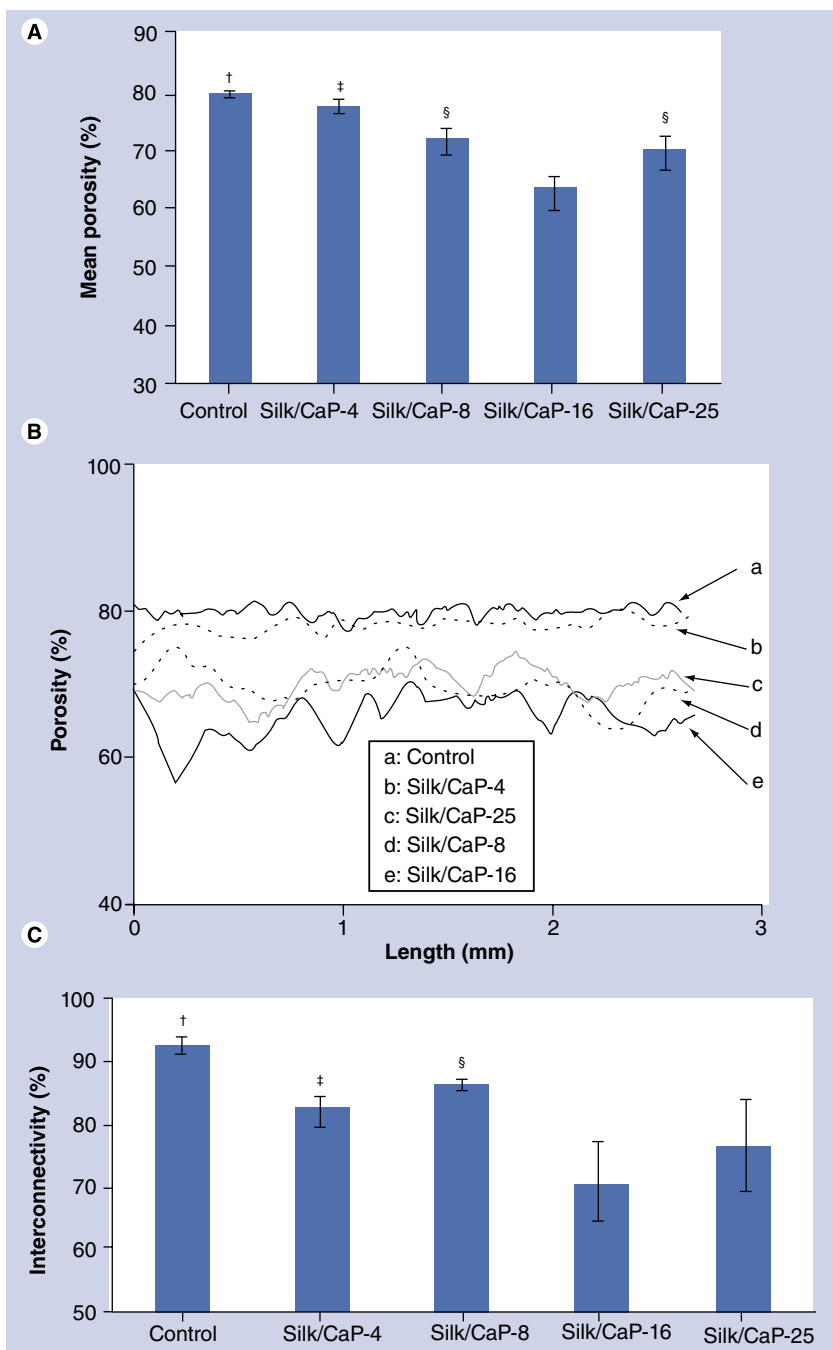 A
90
80
70
60
50
40
30
Mean porosity (%)
†
‡
§
§
Control Silk/CaP-4 Silk/CaP-8 Silk/CaP-16 Silk/CaP-25
B
100
80
60
40
Porosity (%)
a
b
c
d
e
a: Control
b: Silk/CaP-4
c: Silk/CaP-25
d: Silk/CaP-8
e: Silk/CaP-16
0 1 2 3
Length (mm)
C
100
90
80
70
60
50
Interconnectivity (%)
†
‡
§
Control Silk/CaP-4 Silk/CaP-8 Silk/CaP-16 Silk/CaP-25